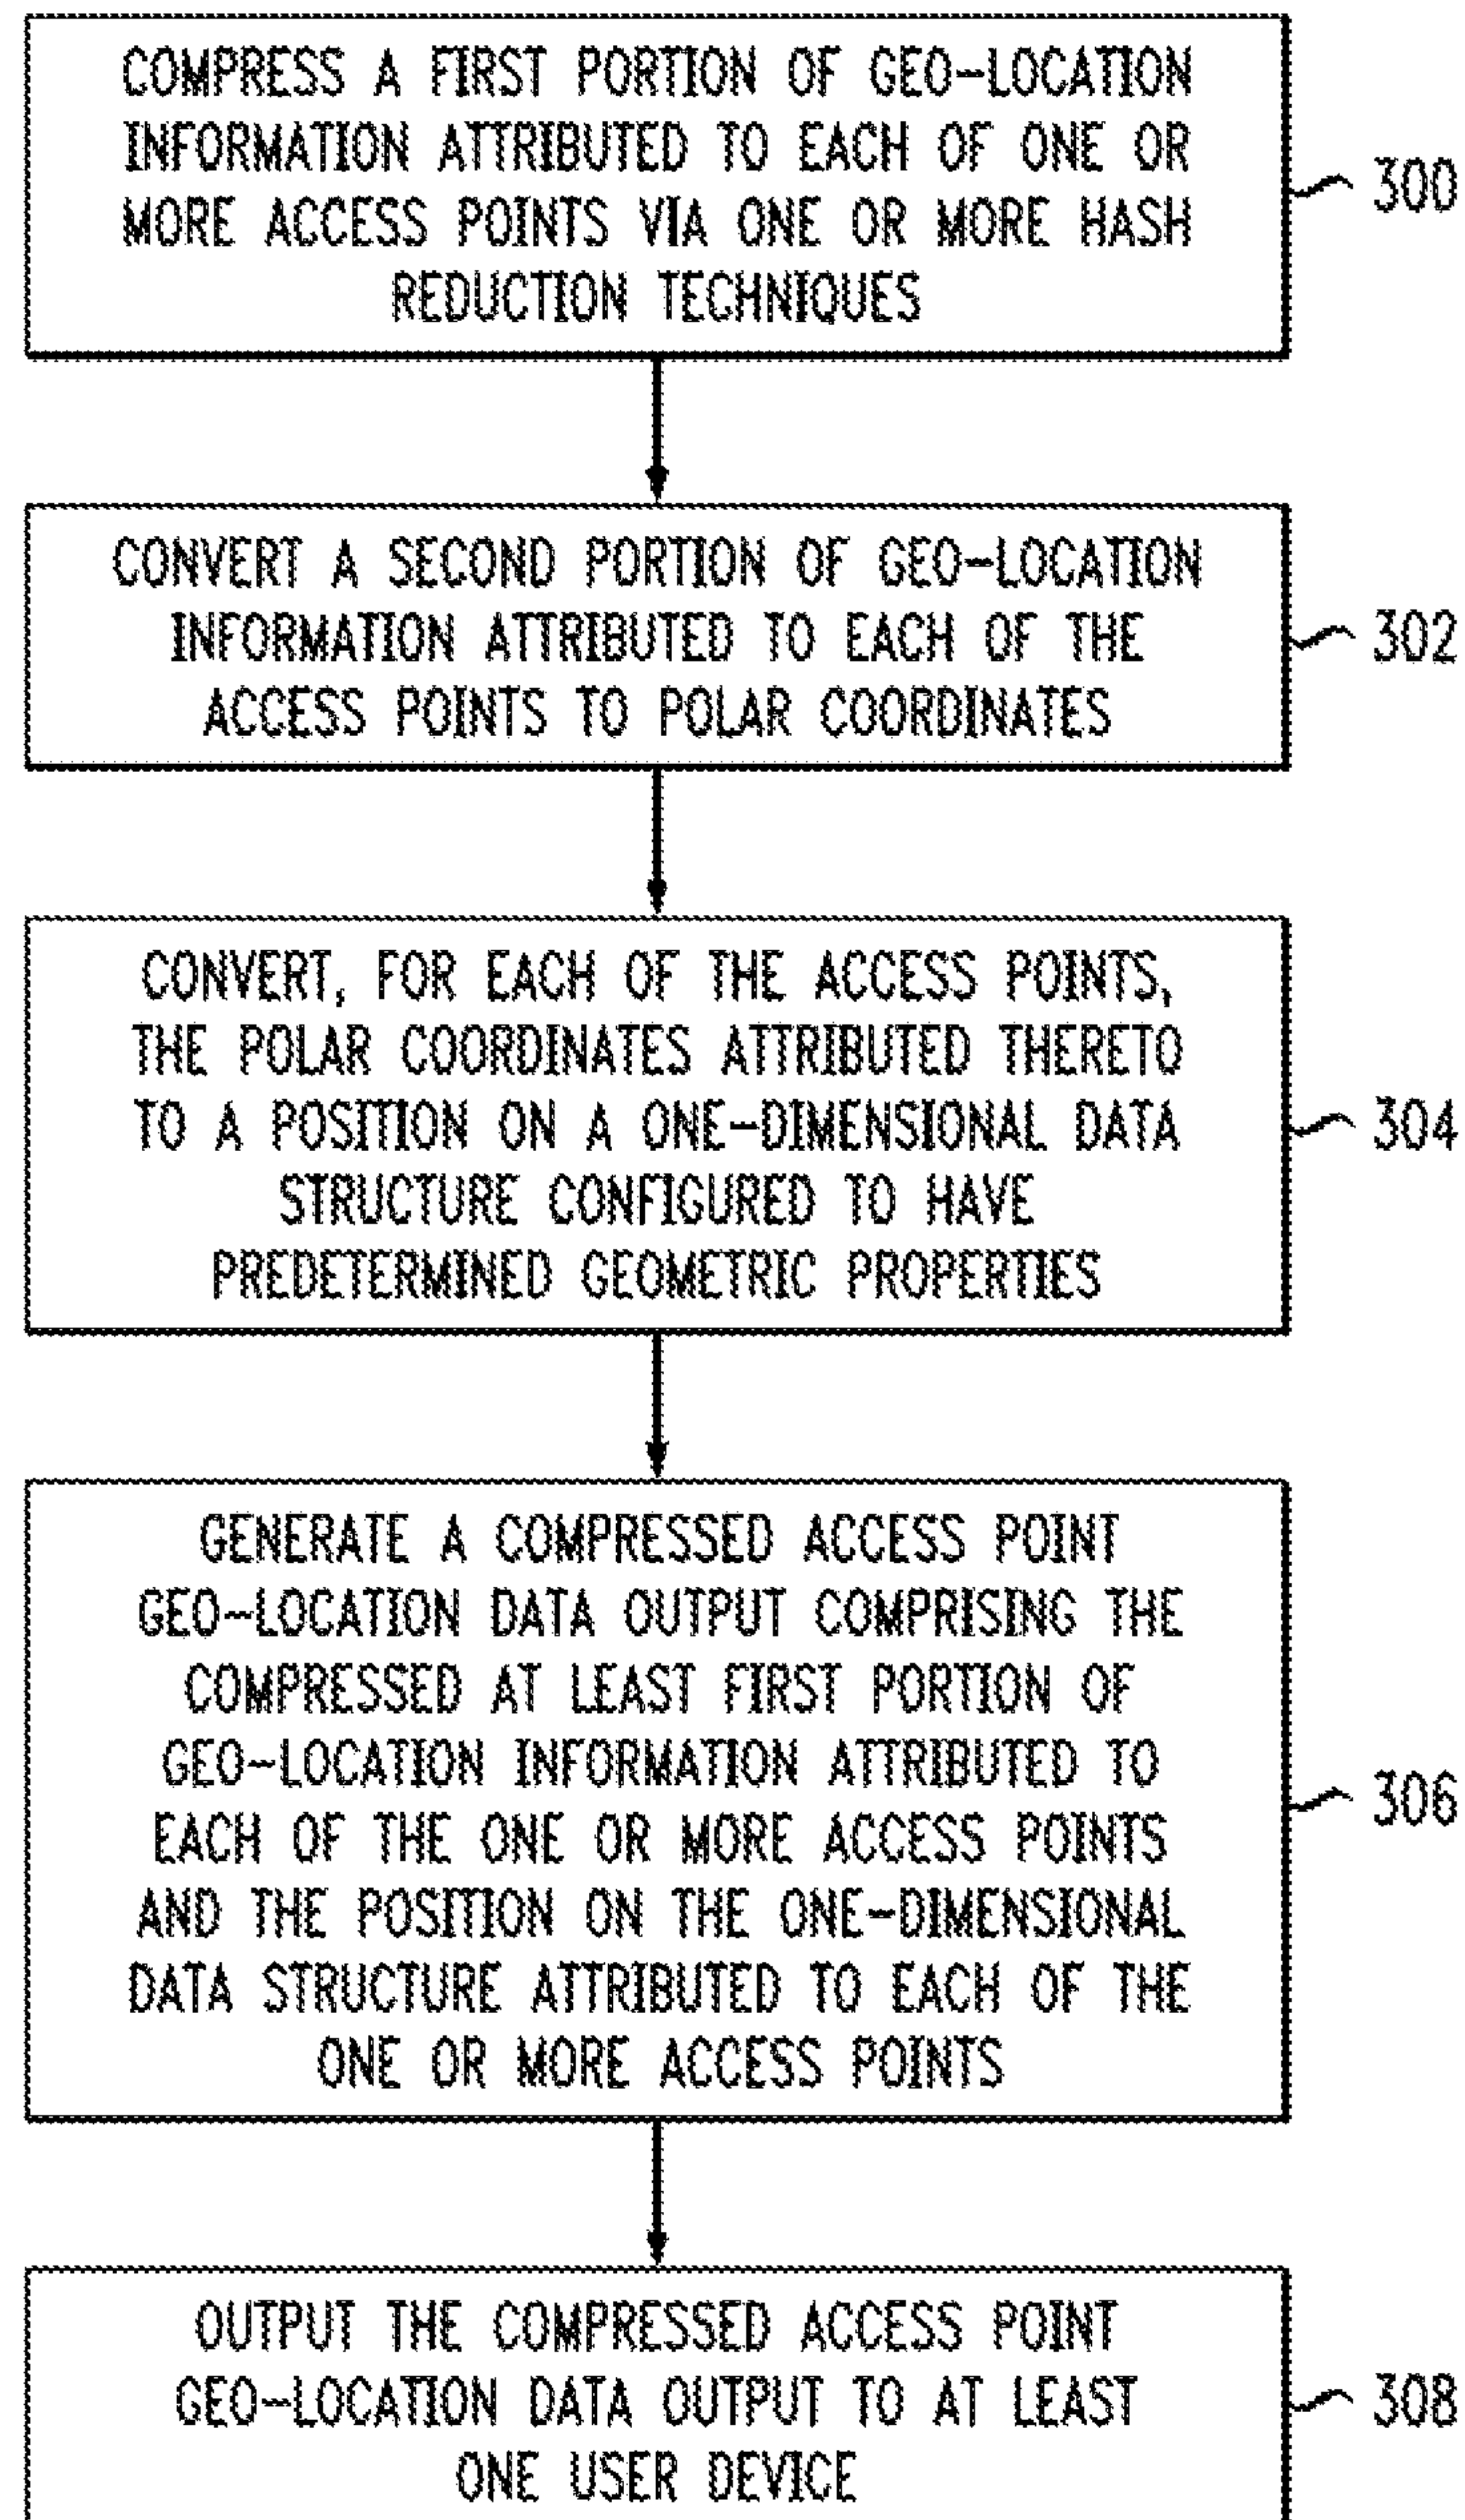 COMPRESS A FIRST PORTION OF GEO-LOCATION
INFORMATION ATTRIBUTED TO EACH OF ONE OR
MORE ACCESS POINTS VIA ONE OR MORE HASH
REDUCTION TECHNIQUES
300
CONVERT A SECOND PORTION OF GEO-LOCATION
INFORMATION ATTRIBUTED TO EACH OF THE
ACCESS POINTS TO POLAR COORDINATES
302
CONVERT, FOR EACH OF THE ACCESS POINTS,
THE POLAR COORDINATES ATTRIBUTED THERETO
TO A POSITION ON A ONE-DIMENSIONAL DATA
STRUCTURE CONFIGURED TO HAVE
PREDETERMINED GEOMETRIC PROPERTIES
304
GENERATE A COMPRESSED ACCESS POINT
GEO-LOCATION DATA OUTPUT COMPRISING THE
COMPRESSED AT LEAST FIRST PORTION OF
GEO-LOCATION INFORMATION ATTRIBUTED TO
EACH OF THE ONE OR MORE ACCESS POINTS
AND THE POSITION ON THE ONE-DIMENSIONAL
DATA STRUCTURE ATTRIBUTED TO EACH OF THE
ONE OR MORE ACCESS POINTS
306
OUTPUT THE COMPRESSED ACCESS POINT
GEO-LOCATION DATA OUTPUT TO AT LEAST
ONE USER DEVICE
308